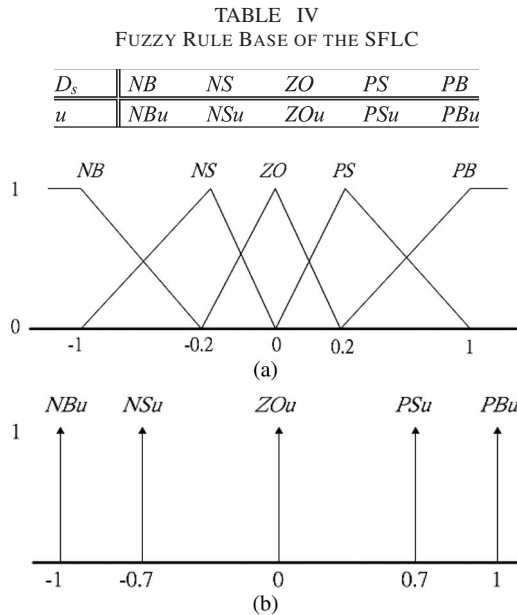 TABLE IV
FUZZY RULE BASE OF THE SFLC
Ds NB NS ZO PS PB
u NBu NSu ZOu PSu PBu
NB NS ZO PS PB
1
0
-1 -0.2 0 0.2 1
(a)
NBu NSu ZOu PSu PBu
1
-1 -0.7 0 0.7 1
(b)